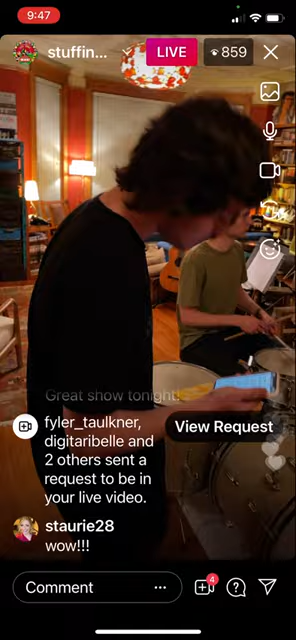 9:47
stuffin...
LIVE
859
Great show tonight!
fyler_taulkner,
digitaribelle and
2 others sent a
request to be in
your live video.
View Request
staurie28
wow!!!
Comment
4